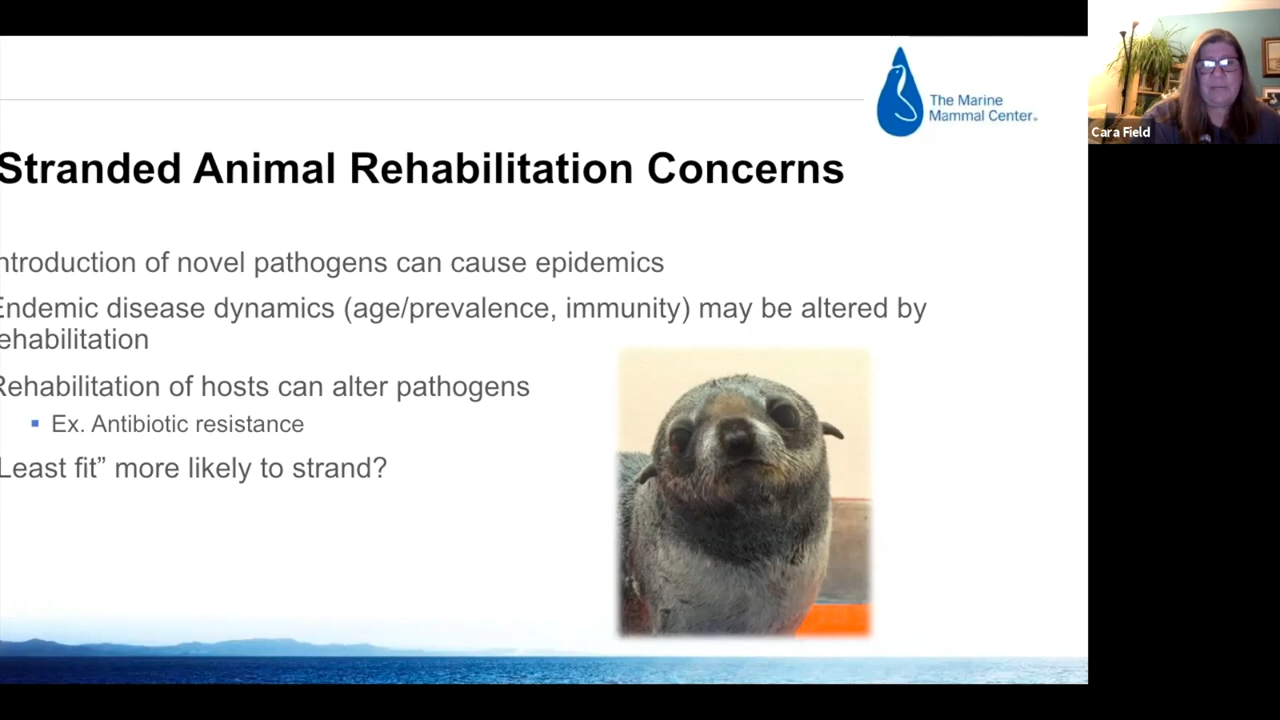 The Marine
Mammal Center®
Cara Field
Stranded Animal Rehabilitation Concerns
ntroduction of novel pathogens can cause epidemics
Endemic disease dynamics (age/prevalence, immunity) may be altered by
ehabilitation
Rehabilitation of hosts can alter pathogens
▪ Ex. Antibiotic resistance
Least fit” more likely to strand?